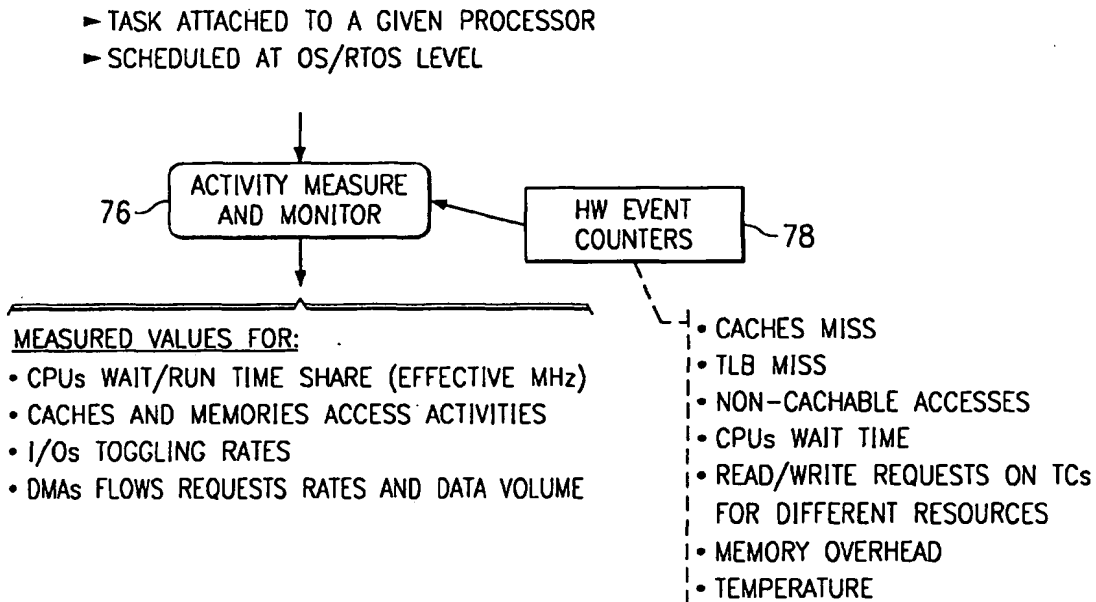 ► TASK ATTACHED TO A GIVEN PROCESSOR
► SCHEDULED AT OS/RTOS LEVEL
ACTIVITY MEASURE
AND MONITOR
76
HW EVENT
COUNTERS
78
MEASURED VALUES FOR:
• CPUs WAIT/RUN TIME SHARE (EFFECTIVE MHz)
• CACHES AND MEMORIES ACCESS ACTIVITIES
• I/Os TOGGLING RATES
• DMAs FLOWS REQUESTS RATES AND DATA VOLUME
• CACHES MISS
• TLB MISS
• NON-CACHABLE ACCESSES
• CPUs WAIT TIME
• READ/WRITE REQUESTS ON TCs
FOR DIFFERENT RESOURCES
• MEMORY OVERHEAD
• TEMPERATURE